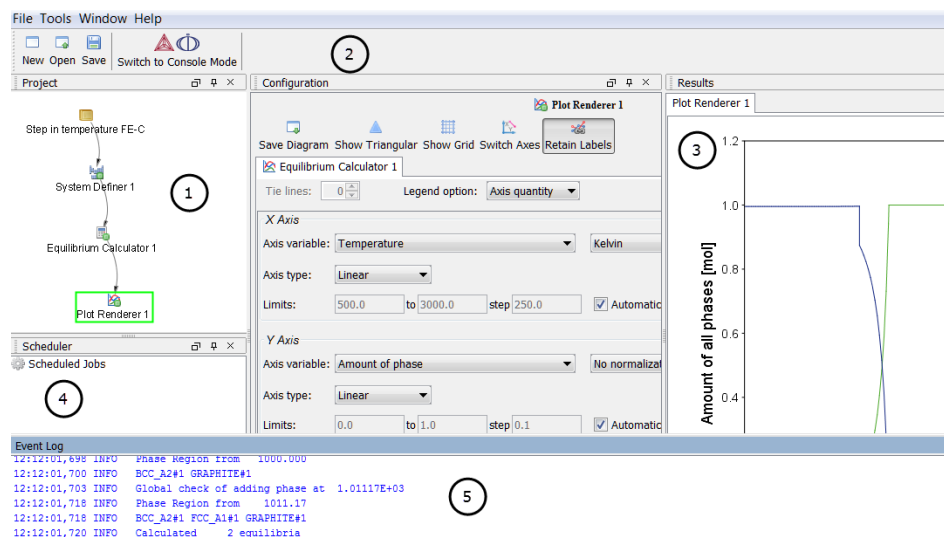 File Tools Window Help
New Open Save Switch to Console Mode
2
Project
Configuration
Results
Step in temperature FE-C
System Definer 1
Equilibrium Calculator 1
Plot Renderer 1
1
Plot Renderer 1
Save Diagram Show Triangular Show Grid Switch Axes Retain Labels
Equilibrium Calculator 1
Tie lines: 0 Legend option: Axis quantity
X Axis
Axis variable: Temperature Kelvin
Axis type: Linear
Limits: 500.0 to 3000.0 step 250.0 Automatic
Y Axis
Axis variable: Amount of phase No normalizat
Axis type: Linear
Limits: 0.0 to 1.0 step 0.1 Automatic
Plot Renderer 1
3
1.2
1.0
0.8
0.6
0.4
Amount of all phases [mol]
Scheduler
Scheduled Jobs
4
Event Log
12:12:01,698 INFO Phase Region from 1000.000
12:12:01,700 INFO BCC_A2#1 GRAPHITE#1
12:12:01,703 INFO Global check of adding phase at 1.01117E+03
12:12:01,718 INFO Phase Region from 1011.17
12:12:01,718 INFO BCC_A2#1 FCC_A1#1 GRAPHITE#1
12:12:01,720 INFO Calculated 2 equilibria
5